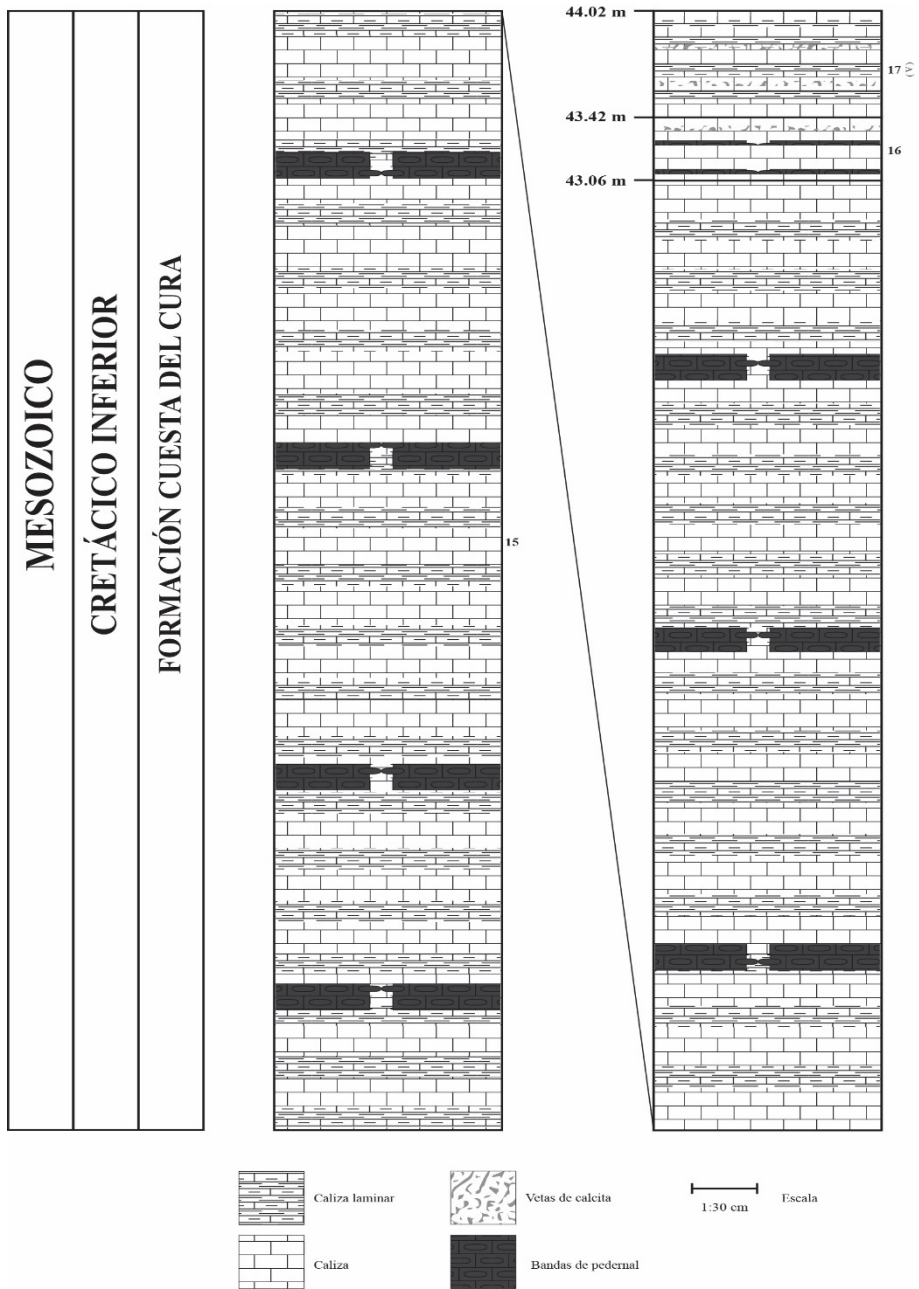 MESOZOICO
CRETÁCICO INFERIOR
FORMACIÓN CUESTA DEL CURA
15
44.02 m
17
(V)
43.42 m
16
43.06 m
Caliza laminar
Vetas de calcita
1:30 cm
Escala
Caliza
Bandas de pedernal